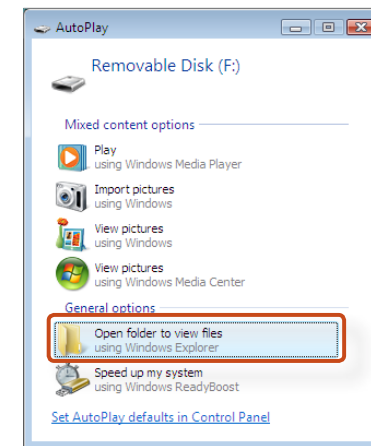 AutoPlay
Removable Disk (F:)
Mixed content options
Play
using Windows Media Player
Import pictures
using Windows
View pictures
using Windows
View pictures
using Windows Media Center
General options
Open folder to view files
using Windows Explorer
Speed up my system
using Windows ReadyBoost
Set AutoPlay defaults in Control Panel